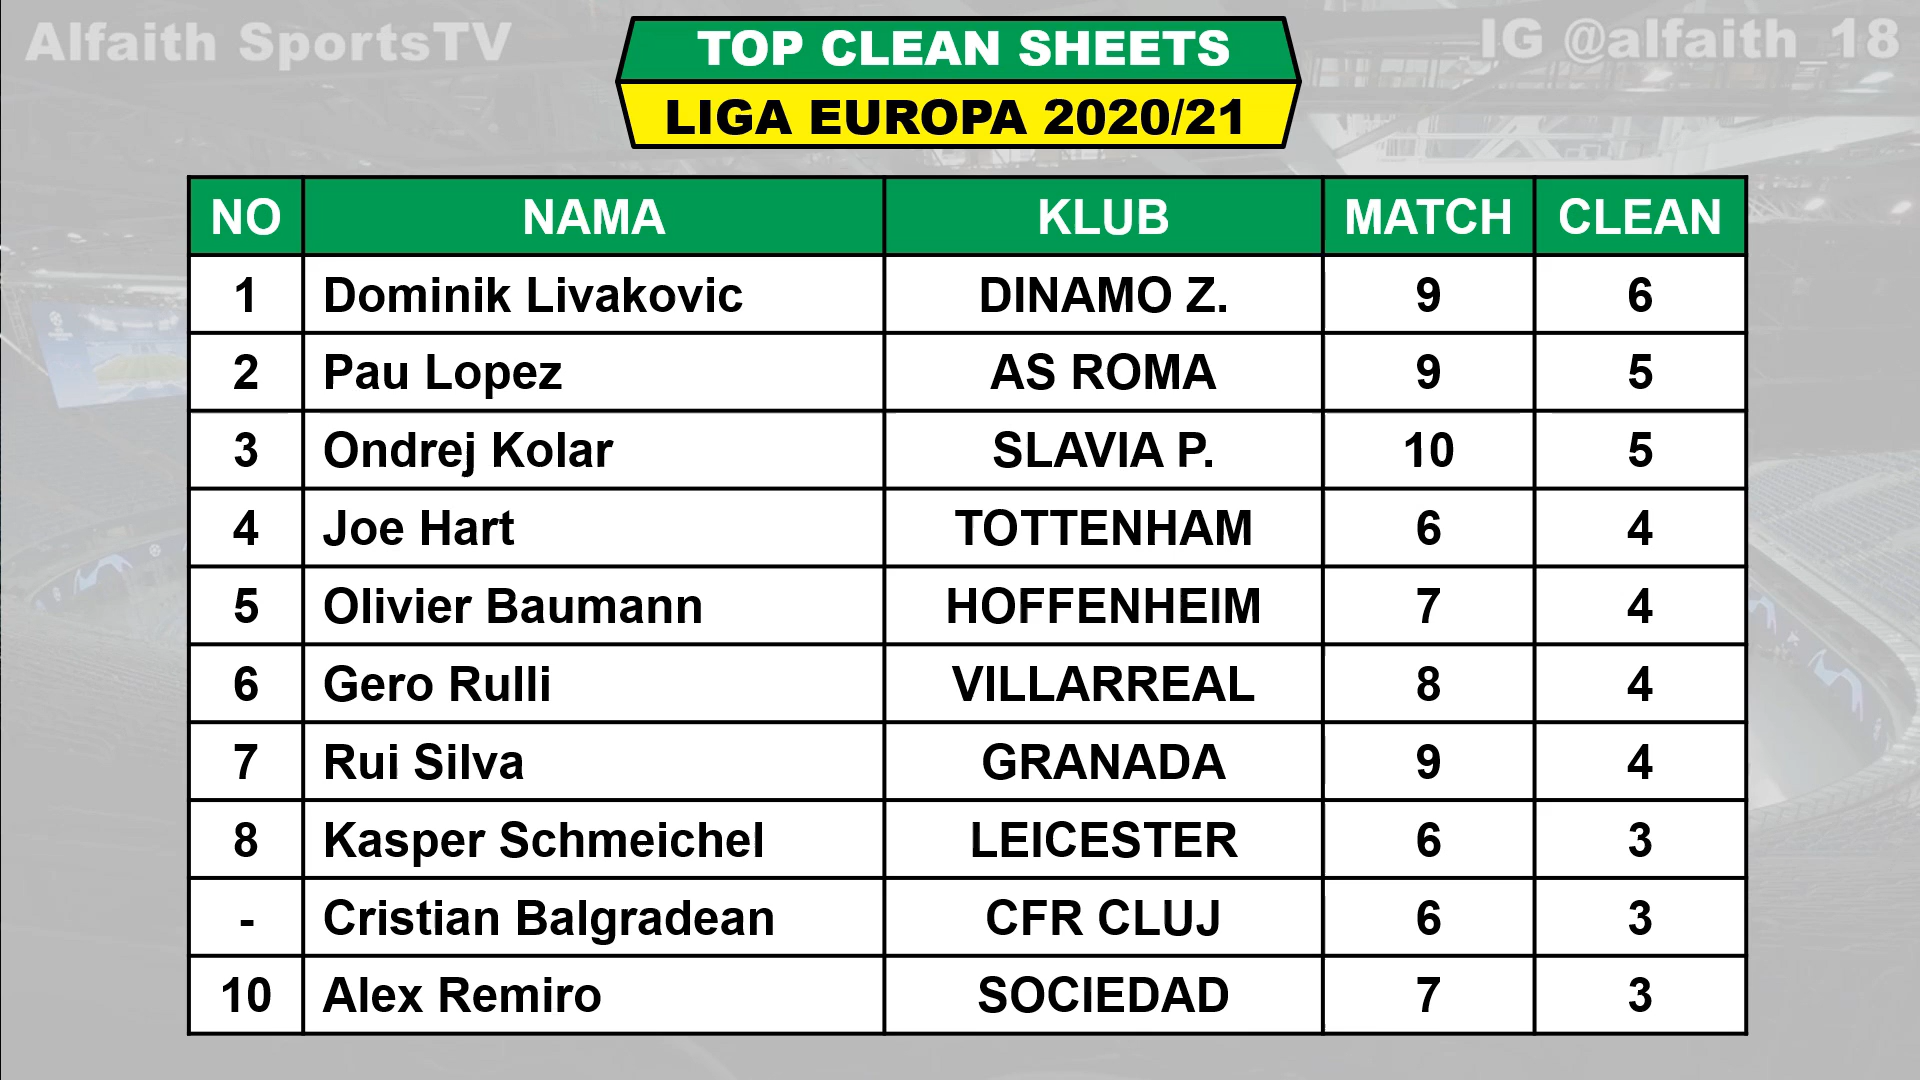 Alfaith SportsTV
TOP CLEAN SHEETS
IG @alfaith_18
LIGA EUROPA 2020/21
NO NAMA KLUB MATCH CLEAN
1 Dominik Livakovic DINAMO Z. 9 6
2 Pau Lopez AS ROMA 9 5
3 Ondrej Kolar SLAVIA P. 10 5
4 Joe Hart TOTTENHAM 6 4
5 Olivier Baumann HOFFENHEIM 7 4
6 Gero Rulli VILLARREAL 8 4
7 Rui Silva GRANADA 9 4
8 Kasper Schmeichel LEICESTER 6 3
- Cristian Balgradean CFR CLUJ 6 3
10 Alex Remiro SOCIEDAD 7 3